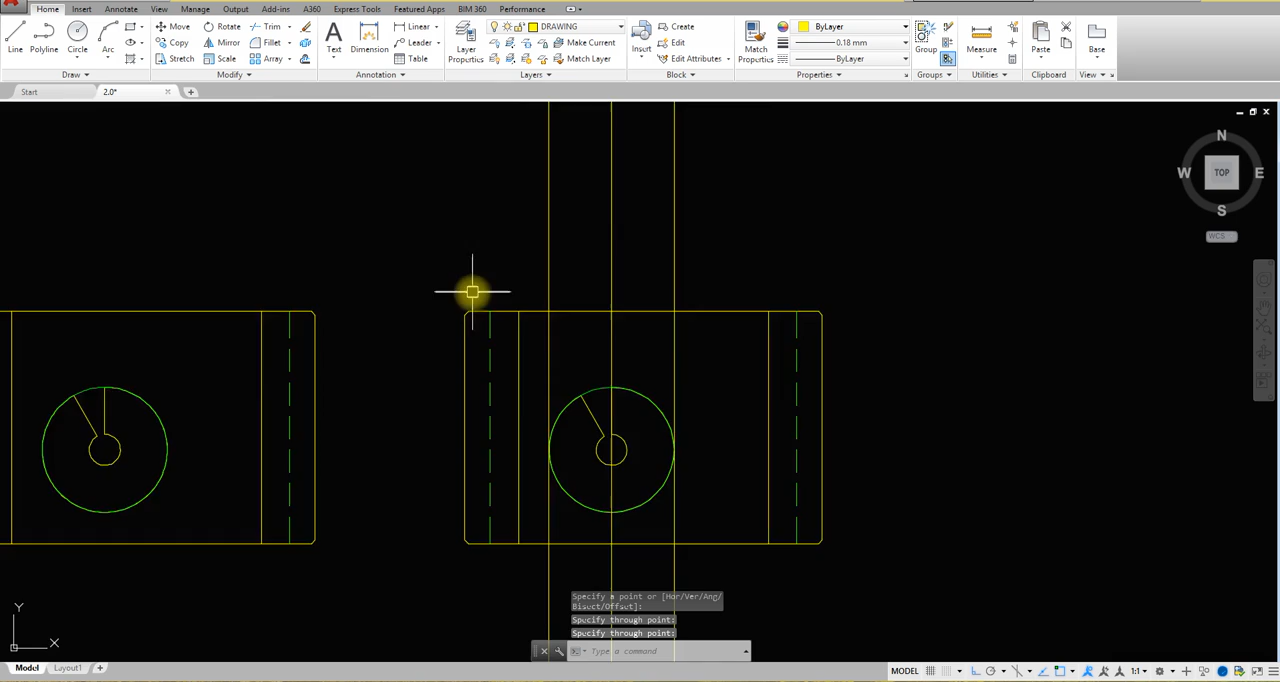 Home Insert Annotate View Manage Output Add-ins A360 Express Tools Featured Apps BIM 360 Performance
Line Polyline Circle Arc
Move Rotate Trim
Copy Mirror Fillet
Stretch Scale Array
Text Dimension
Linear
Leader
Table
Layer Properties
DRAWING
Make Current
Match Layer
Insert
Create
Edit
Edit Attributes
Match Properties
ByLayer
0.18 mm
ByLayer
Group Measure Paste Base
Draw Modify Annotation Layers Block Properties Groups Utilities Clipboard View
Start 2.0*
N
W TOP E
S
WCS
Specify a point or [Hor/Ver/Ang/
Bisect/Offset]:
Specify through point:
Specify through point:
Type a command
Y
X
Model Layout1
MODEL 1:1